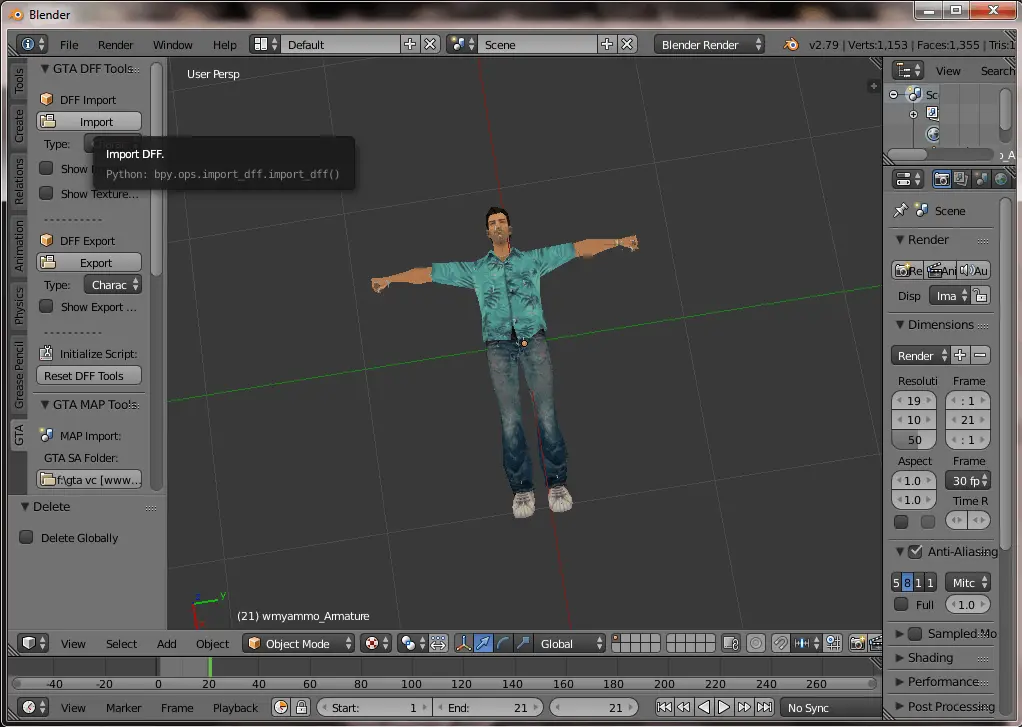 Blender
File Render Window Help Default Scene Blender Render v2.79 | Verts:1,153 | Faces:1,355 | Tris:1
Tools
Create
Relations
Animation
Physics
Grease Pencil
GTA
GTA DFF Tools
DFF Import
Import
Type:
Show
Show Texture...
DFF Export
Export
Type: Charac
Show Export ...
Initialize Script:
Reset DFF Tools
GTA MAP Tools
MAP Import:
GTA SA Folder:
f:\gta vc [www...
Delete
Delete Globally
Import DFF.
Python: bpy.ops.import_dff.import_dff()
User Persp
y
(21) wmyammo_Armature
View Select Add Object Object Mode Global
-40 -20 0 20 40 60 80 100 120 140 160 180 200 220 240 260
View Marker Frame Playback Start: 1 End: 21 21 No Sync
View Search
Sc
_A
Scene
Render
Re Ani Au
Disp Ima
Dimensions
Render
Resoluti Frame
19 : 1
10 21
50 : 1
Aspect Frame
1.0 30 fp
1.0 Time R
Anti-Aliasing
5 8 1 1 Mitc
Full 1.0
Sampled Mo
Shading
Performance
Post Processing